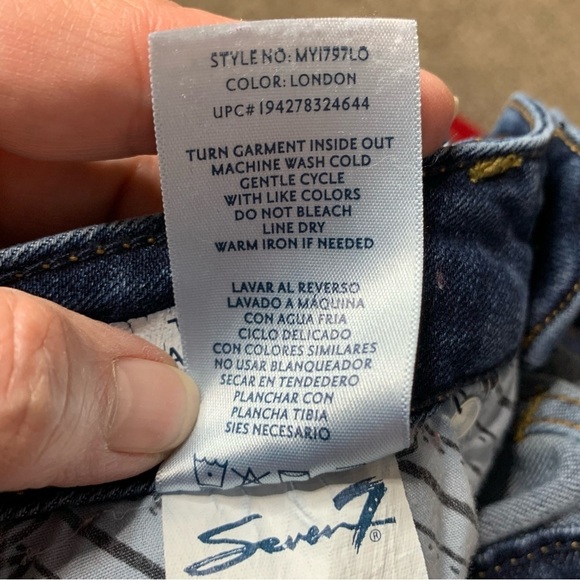 STYLE NO: MY1797LO
COLOR: LONDON
UPC# 194278324644
TURN GARMENT INSIDE OUT
MACHINE WASH COLD
GENTLE CYCLE
WITH LIKE COLORS
DO NOT BLEACH
LINE DRY
WARM IRON IF NEEDED
LAVAR AL REVERSO
LAVADO A MÁQUINA
CON AGUA FRIA
CICLO DELICADO
CON COLORES SIMILARES
NO USAR BLANQUEADOR
SECAR EN TENDEDERO
PLANCHAR CON
PLANCHA TIBIA
SIES NECESARIO
Seven7®